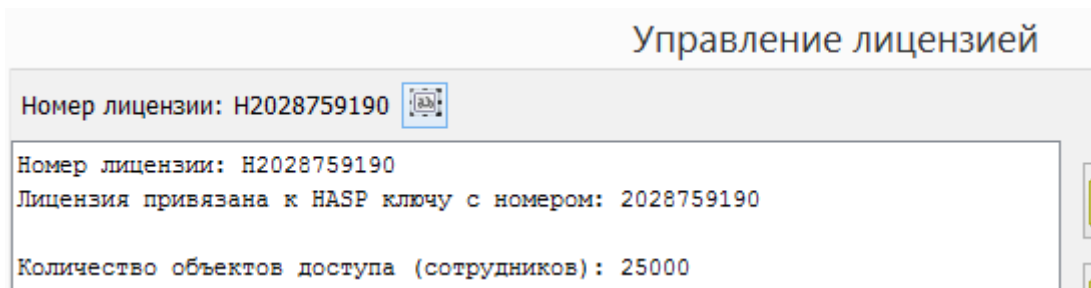 Управление лицензией
Номер лицензии: H2028759190
Номер лицензии: H2028759190
Лицензия привязана к HASP ключу с номером: 2028759190
Количество объектов доступа (сотрудников): 25000